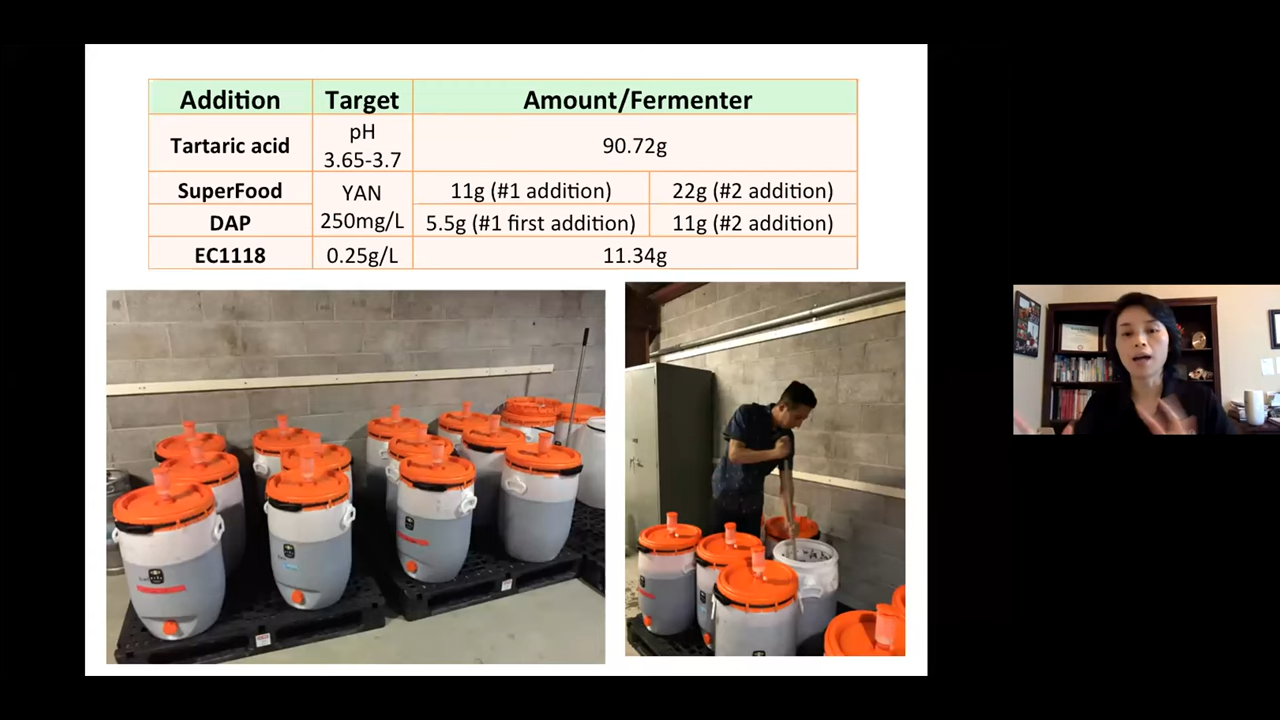 Addition Target Amount/Fermenter
Tartaric acid pH 3.65-3.7 90.72g
SuperFood YAN 250mg/L 11g (#1 addition) 22g (#2 addition)
DAP 5.5g (#1 first addition) 11g (#2 addition)
EC1118 0.25g/L 11.34g